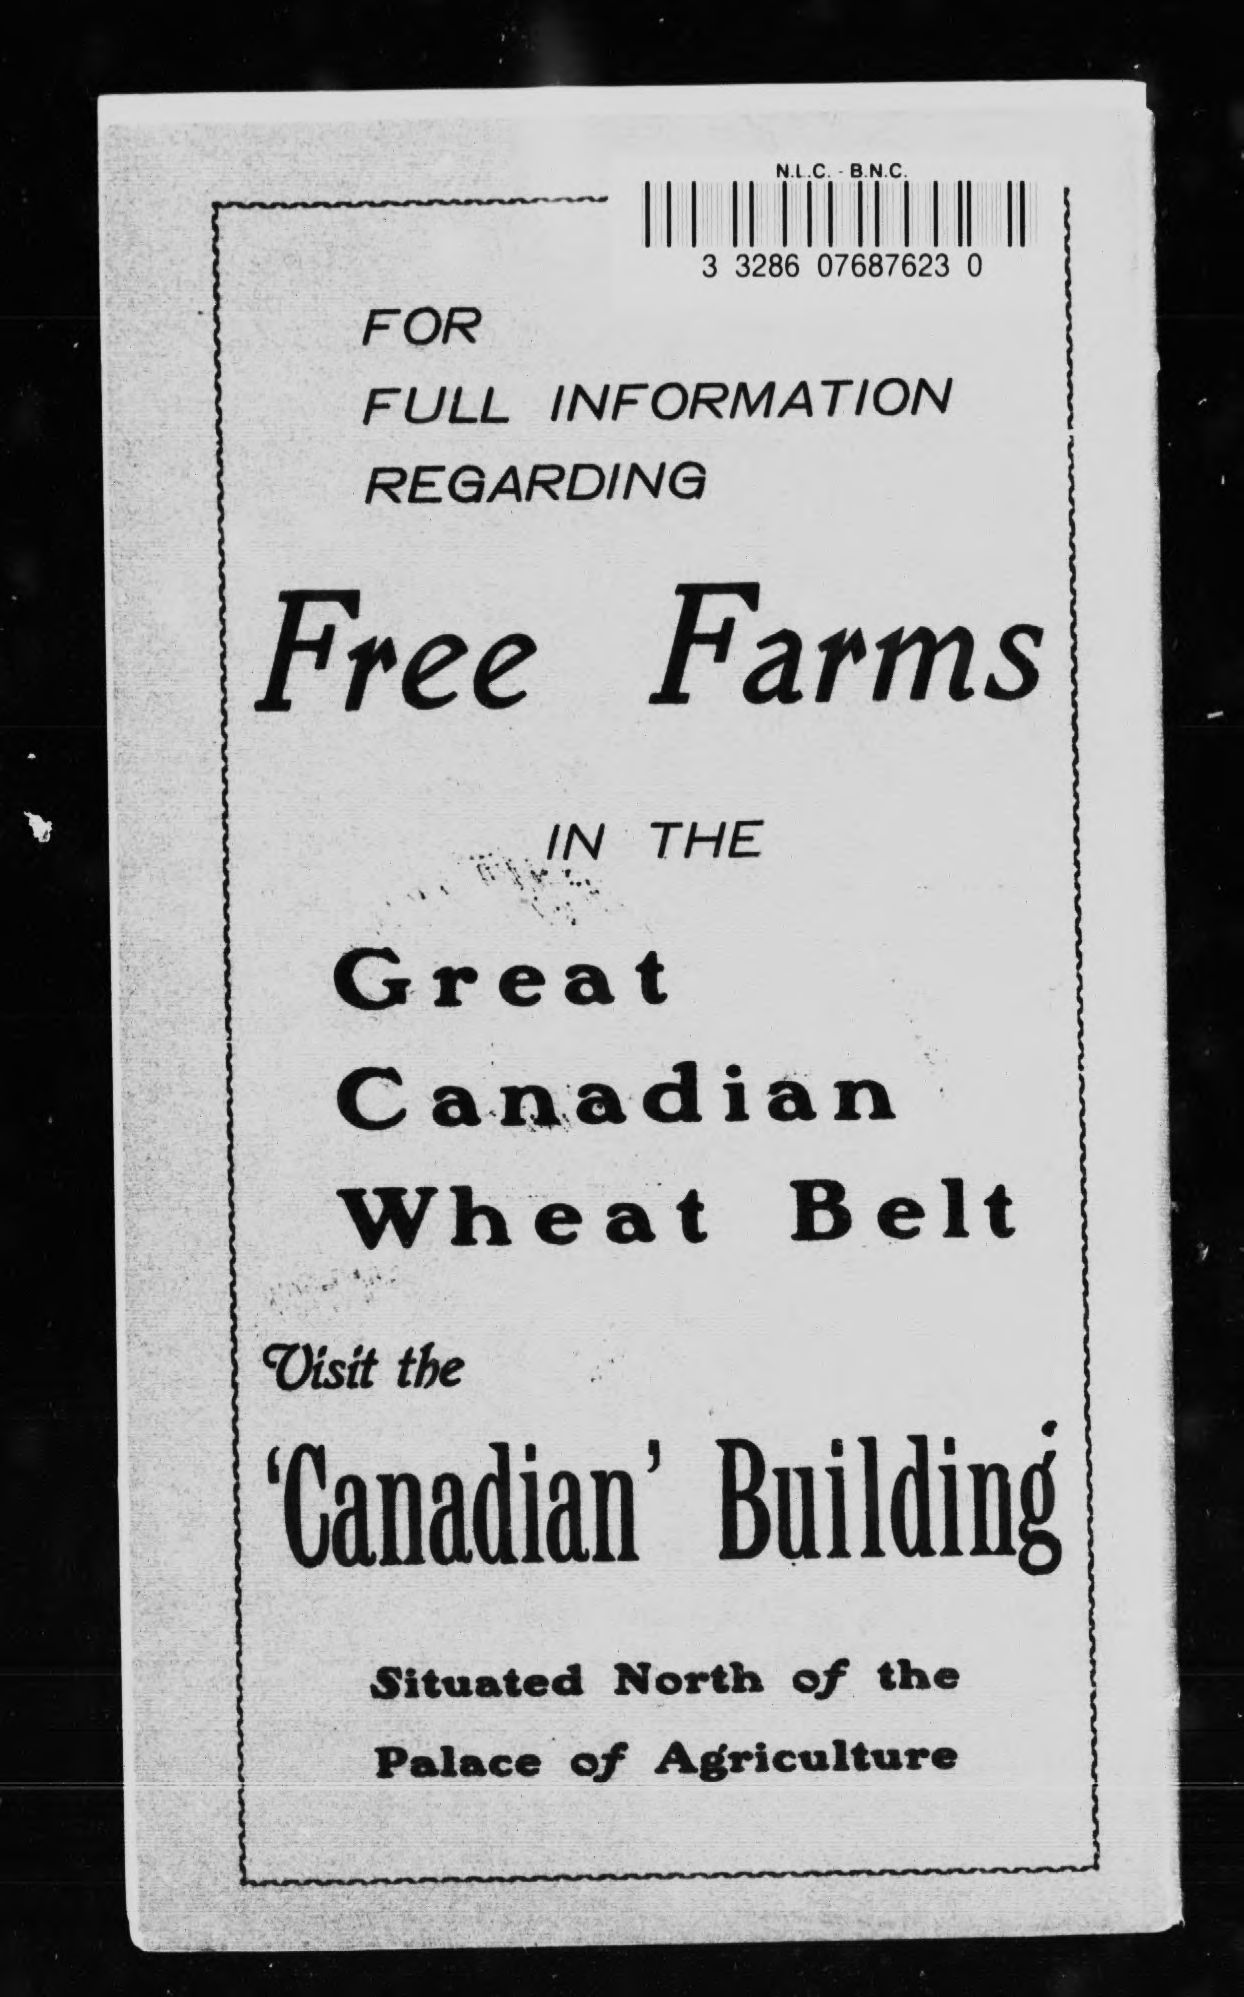 N.L.C. - B.N.C.
3 3286 07687623 0
FOR
FULL INFORMATION
REGARDING
Free Farms
IN THE
Great
Canadian
Wheat Belt
Visit the
'Canadian' Building
Situated North of the
Palace of Agriculture